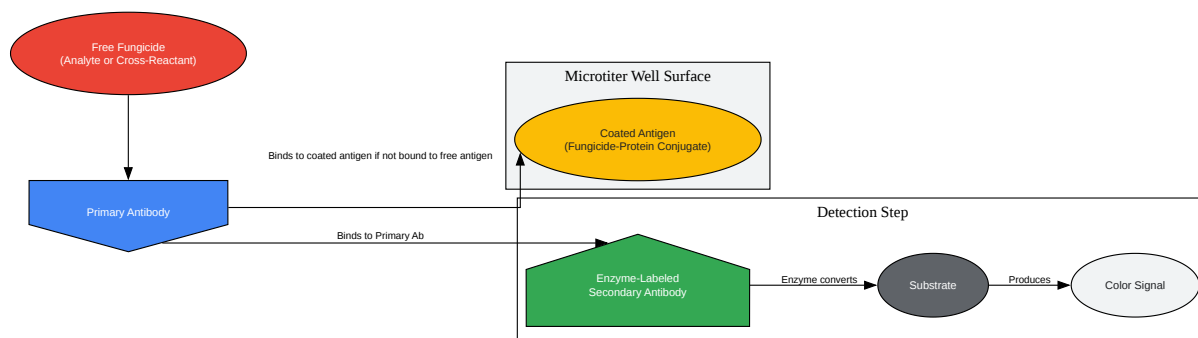 Free Fungicide
(Analyte or Cross-Reactant)
Microtiter Well Surface
Coated Antigen
(Fungicide-Protein Conjugate)
Binds to coated antigen if not bound to free antigen
Primary Antibody
Binds to Primary Ab
Detection Step
Enzyme-Labeled
Secondary Antibody
Enzyme converts
Substrate
Produces
Color Signal